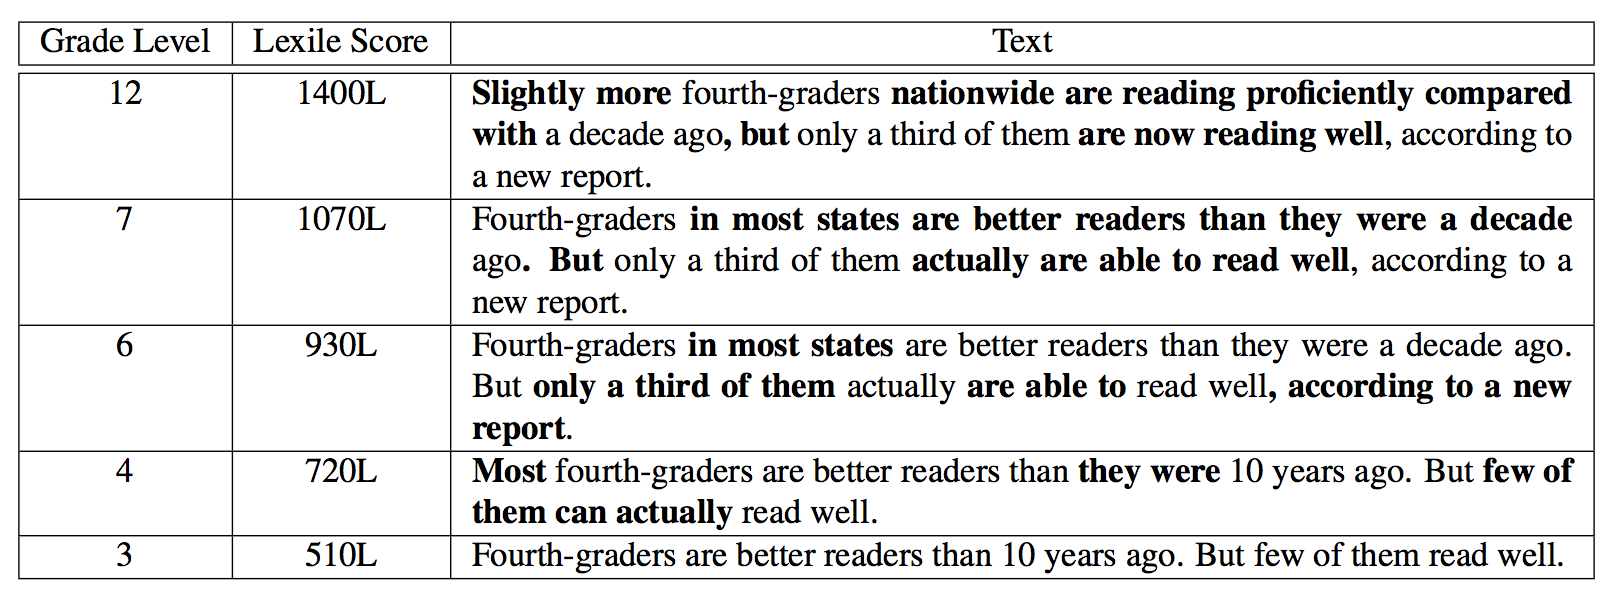 Grade Level Lexile Score Text
12 1400L Slightly more fourth-graders nationwide are reading proficiently compared
with a decade ago, but only a third of them are now reading well, according to
a new report.
7 1070L Fourth-graders in most states are better readers than they were a decade
ago. But only a third of them actually are able to read well, according to a
new report.
6 930L Fourth-graders in most states are better readers than they were a decade ago.
But only a third of them actually are able to read well, according to a new
report.
4 720L Most fourth-graders are better readers than they were 10 years ago. But few of
them can actually read well.
3 510L Fourth-graders are better readers than 10 years ago. But few of them read well.